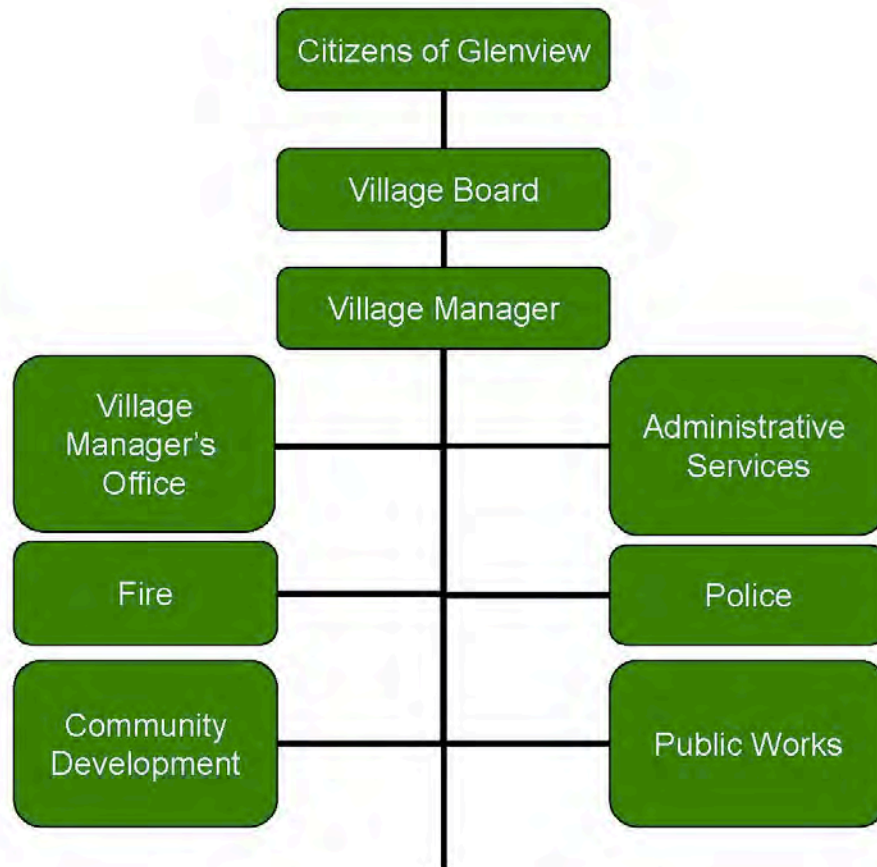 Citizens of Glenview
Village Board
Village Manager
Village
Manager's
Office
Administrative
Services
Fire
Police
Community
Development
Public Works